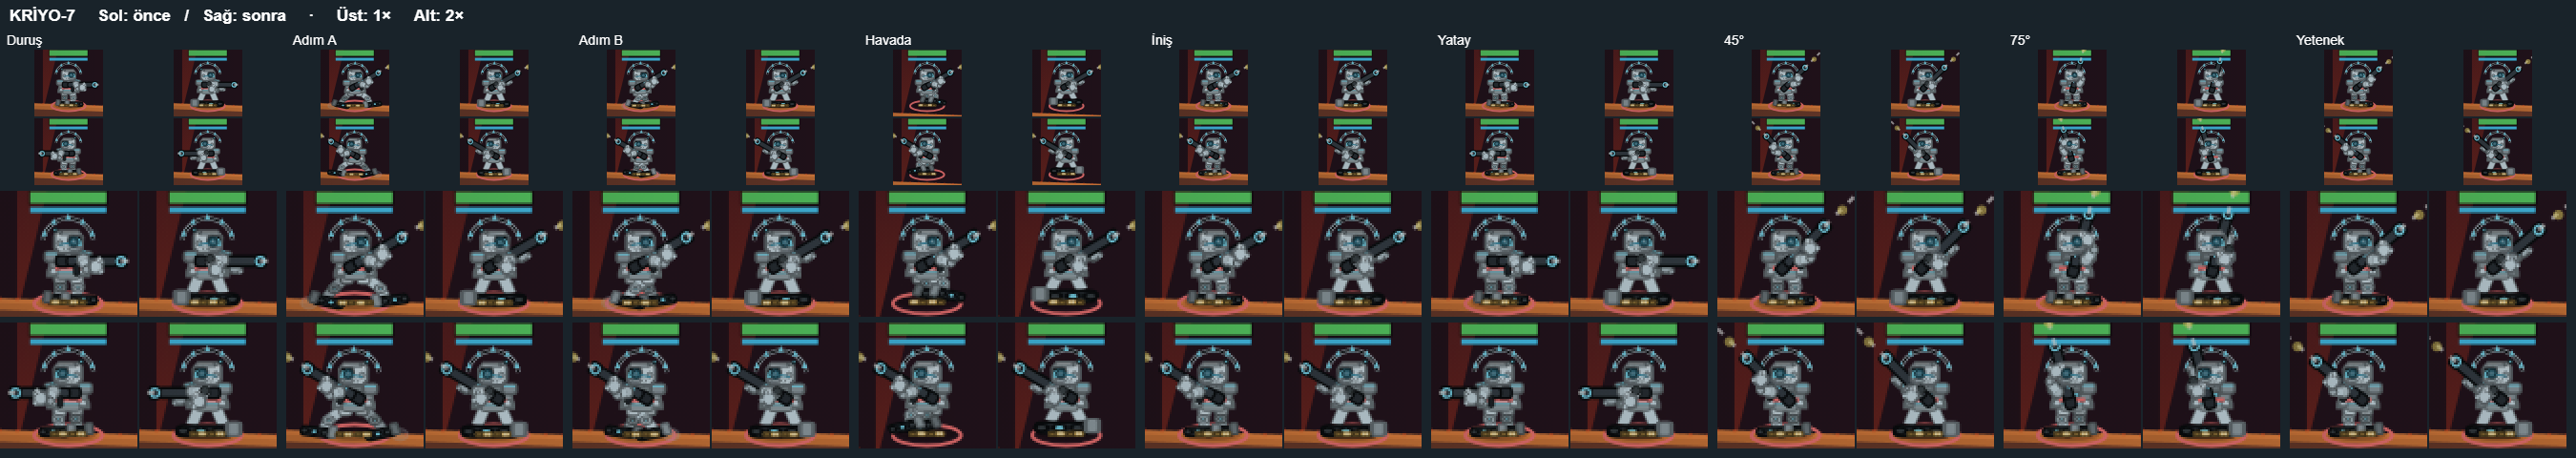 KRİYO-7 Sol: önce / Sağ: sonra · Üst: 1× Alt: 2×
Duruş Adım A Adım B Havada İniş Yatay 45° 75° Yetenek